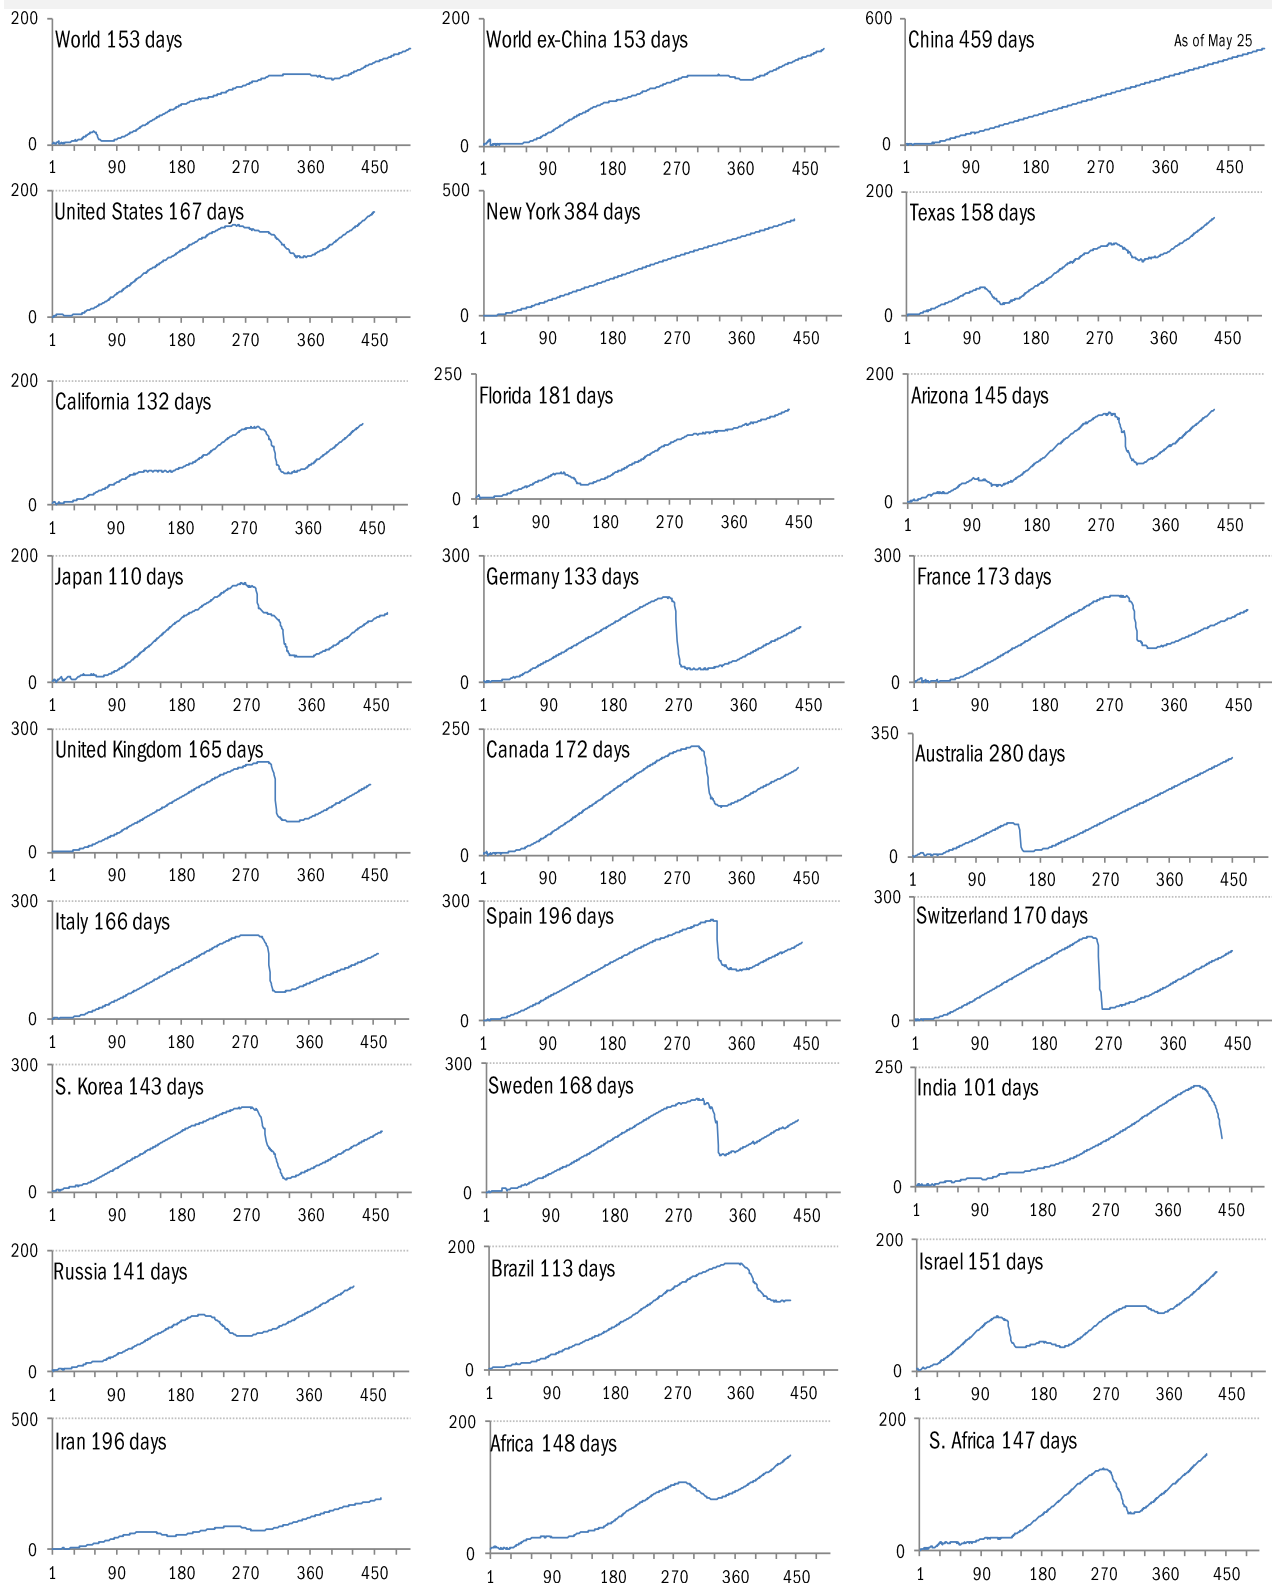 200 200 600
World 153 days World ex-China 153 days China 459 days As of May 25
0 0 0
1 90 180 270 360 450 1 90 180 270 360 450 1 90 180 270 360 450
200 500 200
United States 167 days New York 384 days Texas 158 days
0 0 0
1 90 180 270 360 450 1 90 180 270 360 450 1 90 180 270 360 450
200 250 200
California 132 days Florida 181 days Arizona 145 days
0 0 0
1 90 180 270 360 450 1 90 180 270 360 450 1 90 180 270 360 450
200 300 300
Japan 110 days Germany 133 days France 173 days
0 0 0
1 90 180 270 360 450 1 90 180 270 360 450 1 90 180 270 360 450
300 250 350
United Kingdom 165 days Canada 172 days Australia 280 days
0 0 0
1 90 180 270 360 450 1 90 180 270 360 450 1 90 180 270 360 450
300 300 300
Italy 166 days Spain 196 days Switzerland 170 days
0 0 0
1 90 180 270 360 450 1 90 180 270 360 450 1 90 180 270 360 450
300 300 250
S. Korea 143 days Sweden 168 days India 101 days
0 0 0
1 90 180 270 360 450 1 90 180 270 360 450 1 90 180 270 360 450
200 200 200
Russia 141 days Brazil 113 days Israel 151 days
0 0 0
1 90 180 270 360 450 1 90 180 270 360 450 1 90 180 270 360 450
500 200 200
Iran 196 days Africa 148 days S. Africa 147 days
0 0 0
1 90 180 270 360 450 1 90 180 270 360 450 1 90 180 270 360 450